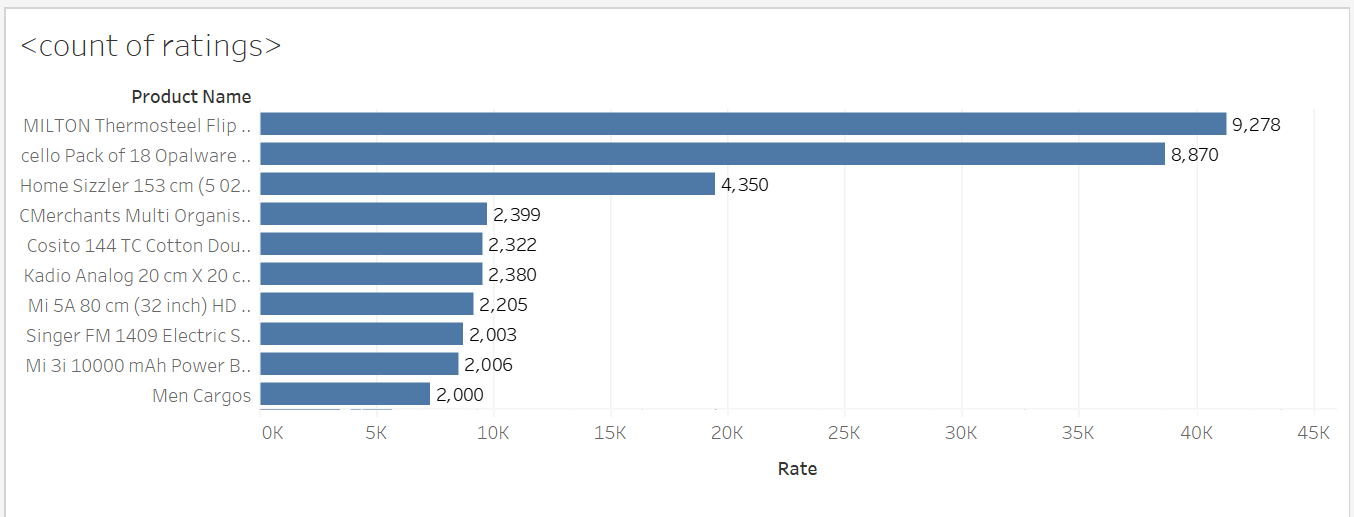 <count of ratings>
Product Name
MILTON Thermosteel Flip .. 9,278
cello Pack of 18 Opalware .. 8,870
Home Sizzler 153 cm (5 02.. 4,350
CMerchants Multi Organis.. 2,399
Cosito 144 TC Cotton Dou.. 2,322
Kadio Analog 20 cm X 20 c.. 2,380
Mi 5A 80 cm (32 inch) HD .. 2,205
Singer FM 1409 Electric S.. 2,003
Mi 3i 10000 mAh Power B.. 2,006
Men Cargos 2,000
0K 5K 10K 15K 20K 25K 30K 35K 40K 45K
Rate